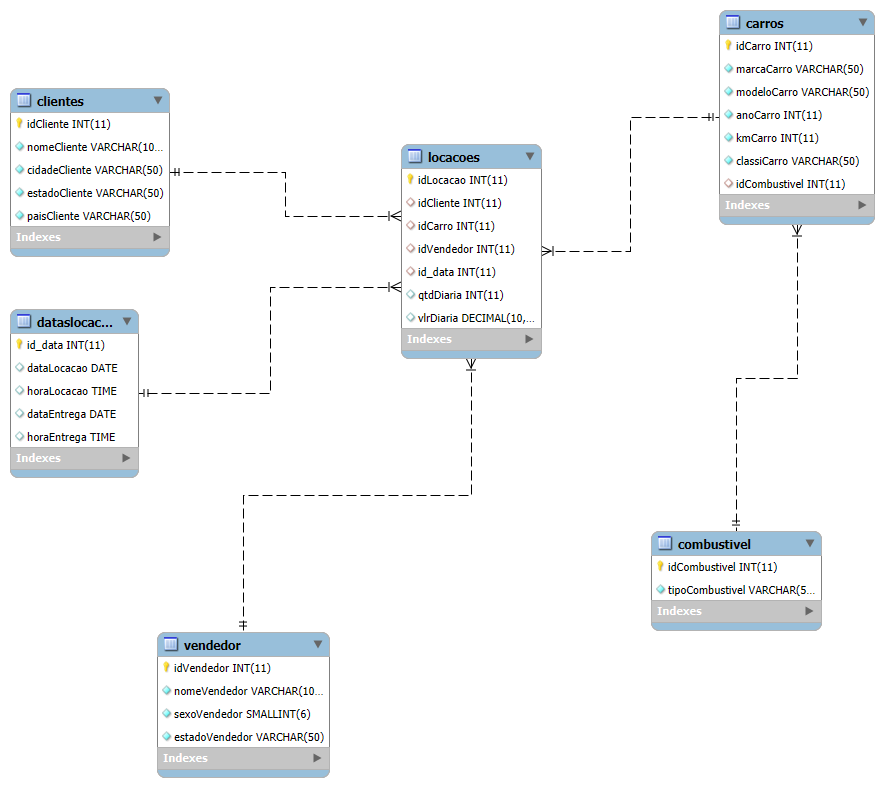 carros
idCarro INT(11)
marcaCarro VARCHAR(50)
modeloCarro VARCHAR(50)
anoCarro INT(11)
kmCarro INT(11)
classiCarro VARCHAR(50)
idCombustivel INT(11)
Indexes
clientes
idCliente INT(11)
nomeCliente VARCHAR(10...
cidadeCliente VARCHAR(50)
estadoCliente VARCHAR(50)
paisCliente VARCHAR(50)
Indexes
locacoes
idLocacao INT(11)
idCliente INT(11)
idCarro INT(11)
idVendedor INT(11)
id_data INT(11)
qtdDiaria INT(11)
vlrDiaria DECIMAL(10,...
Indexes
dataslocac...
id_data INT(11)
dataLocacao DATE
horaLocacao TIME
dataEntrega DATE
horaEntrega TIME
Indexes
combustivel
idCombustivel INT(11)
tipoCombustivel VARCHAR(5...
Indexes
vendedor
idVendedor INT(11)
nomeVendedor VARCHAR(10...
sexoVendedor SMALLINT(6)
estadoVendedor VARCHAR(50)
Indexes